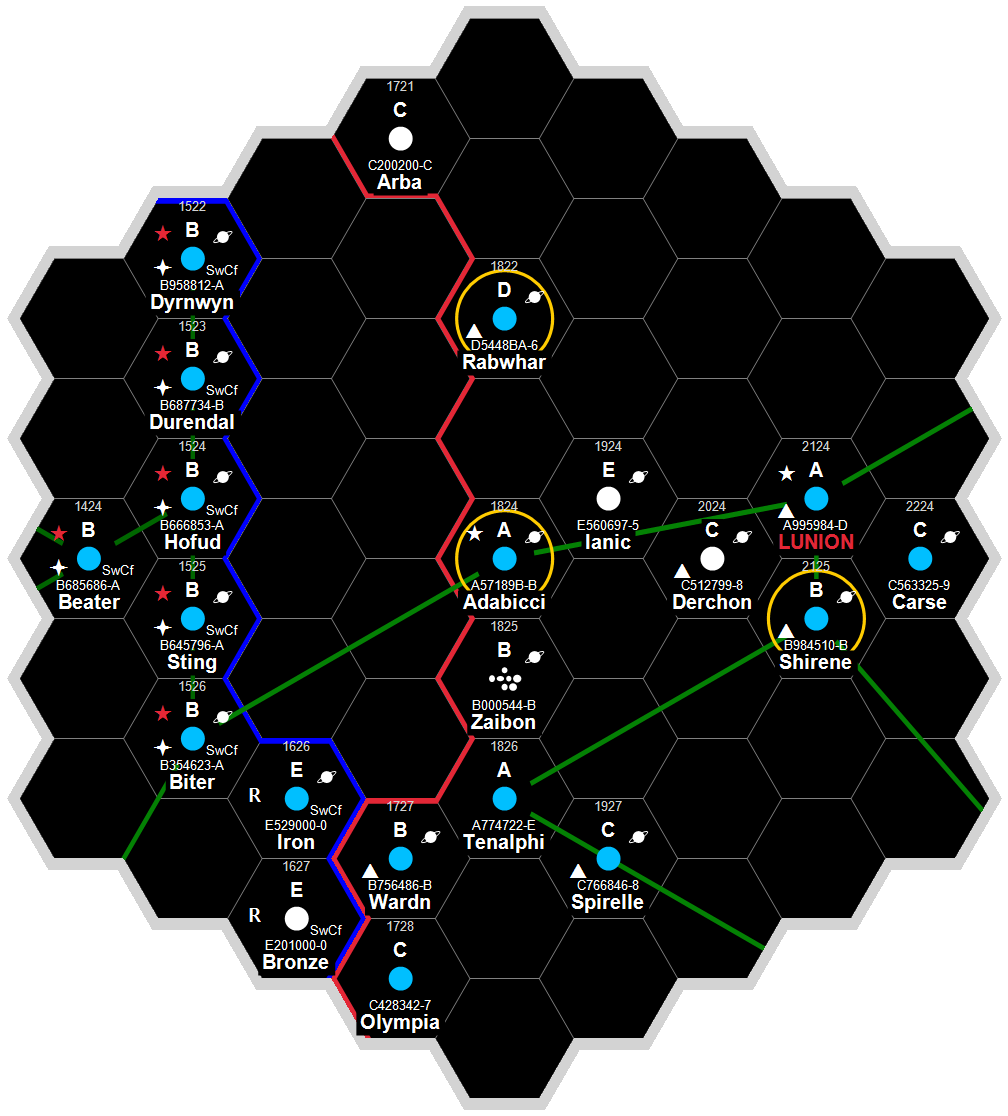 1721
C
C200200-C
Arba
1522
B
SwCf
B958812-A
Dyrnwyn
1822
D
D5448BA-6
Rabwhar
1523
B
SwCf
B687734-B
Durendal
1524
B
SwCf
B666853-A
Hofud
1924
E
E560697-5
Ianic
2124
A
A995984-D
LUNION
1424
B
SwCf
B685686-A
Beater
1824
A
A57189B-B
Adabicci
2024
C
C512799-8
Derchon
2224
C
C563325-9
Carse
1525
B
SwCf
B645796-A
Sting
2125
B
B984510-B
Shirene
1825
B
B000544-B
Zaibon
1526
B
SwCf
B354623-A
Biter
1626
E
R
SwCf
E529000-0
Iron
1826
A
A774722-E
Tenalphi
1727
B
B756486-B
Wardn
1927
C
C766846-8
Spirelle
1627
E
R
SwCf
E201000-0
Bronze
1728
C
C428342-7
Olympia